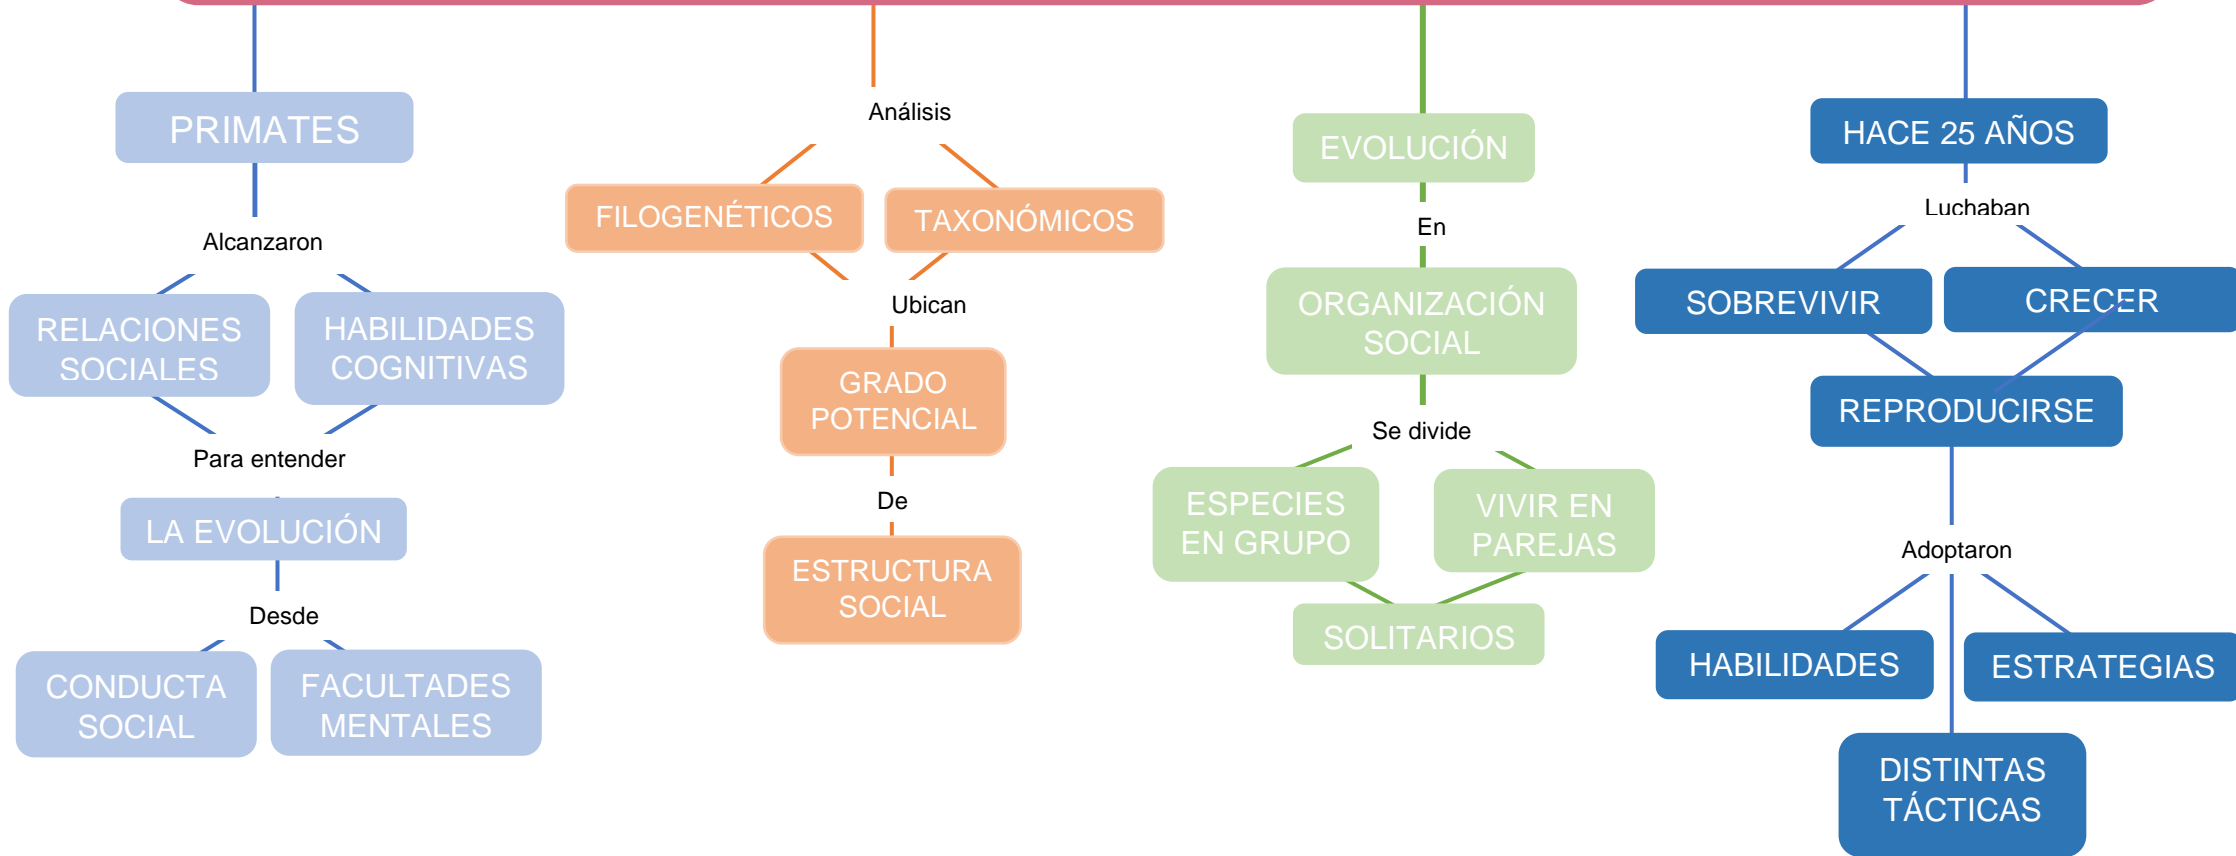 PRIMATES
Alcanzaron
RELACIONES
SOCIALES
HABILIDADES
COGNITIVAS
Para entender
LA EVOLUCIÓN
Desde
CONDUCTA
SOCIAL
FACULTADES
MENTALES
Análisis
FILOGENÉTICOS
TAXONÓMICOS
Ubican
GRADO
POTENCIAL
De
ESTRUCTURA
SOCIAL
EVOLUCIÓN
En
ORGANIZACIÓN
SOCIAL
Se divide
ESPECIES
EN GRUPO
VIVIR EN
PAREJAS
SOLITARIOS
HACE 25 AÑOS
Luchaban
SOBREVIVIR
CRECER
REPRODUCIRSE
Adoptaron
HABILIDADES
ESTRATEGIAS
DISTINTAS
TÁCTICAS